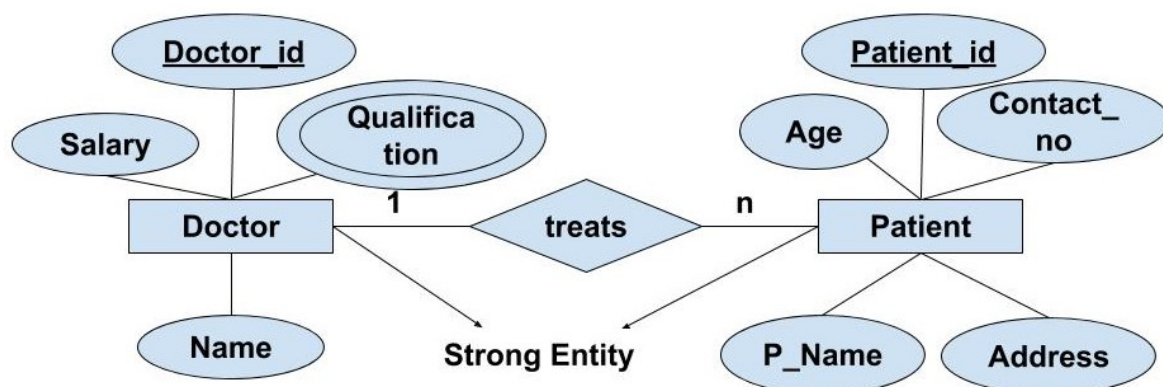 Doctor_id
Patient_id
Salary
Qualifica
tion
Age
Contact_
no
1
n
Doctor
treats
Patient
Name
Strong Entity
P_Name
Address